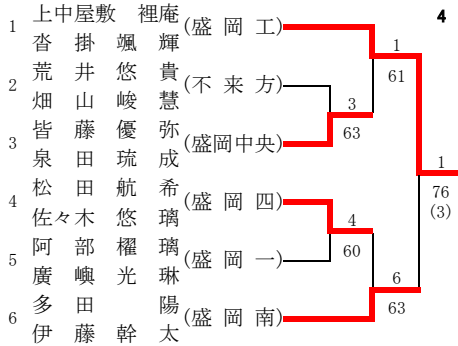 4
1 上中屋敷 裡庵 (盛岡工)
沓掛颯輝
2 荒井悠貴 (不来方)
畑山峻慧
3 皆藤優弥 (盛岡中央)
泉田琉成
4 松田航希 (盛岡四)
佐々木悠璃
5 阿部櫂璃 (盛岡一)
廣嶼光琳
6 多田陽 (盛岡南)
伊藤幹太
1
61
3
63
1
76
(3)
4
60
6
63